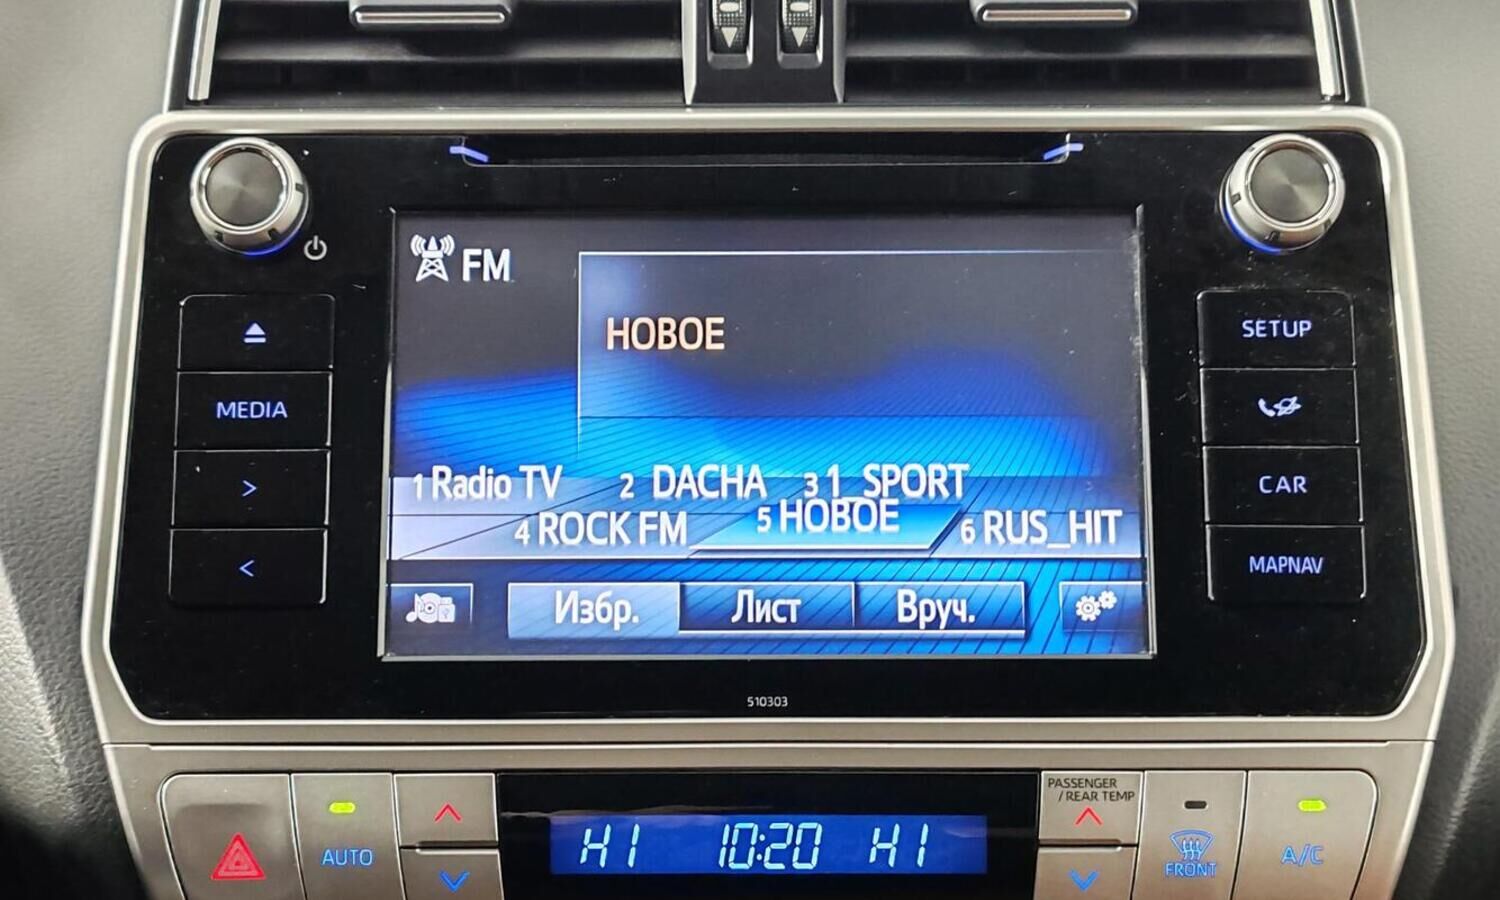 FM
НОВОЕ
1 Radio TV 2 DACHA 3 1_SPORT
4 ROCK FM 5 НОВОЕ 6 RUS_HIT
Избр. Лист Вруч.
MEDIA
>
<
SETUP
CAR
MAPNAV
510303
AUTO
HI 10:20 HI
PASSENGER
/REAR TEMP
FRONT
A/C